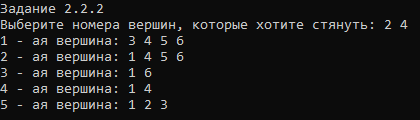 Задание 2.2.2
Выберите номера вершин, которые хотите стянуть: 2 4
1 - ая вершина: 3 4 5 6
2 - ая вершина: 1 4 5 6
3 - ая вершина: 1 6
4 - ая вершина: 1 4
5 - ая вершина: 1 2 3